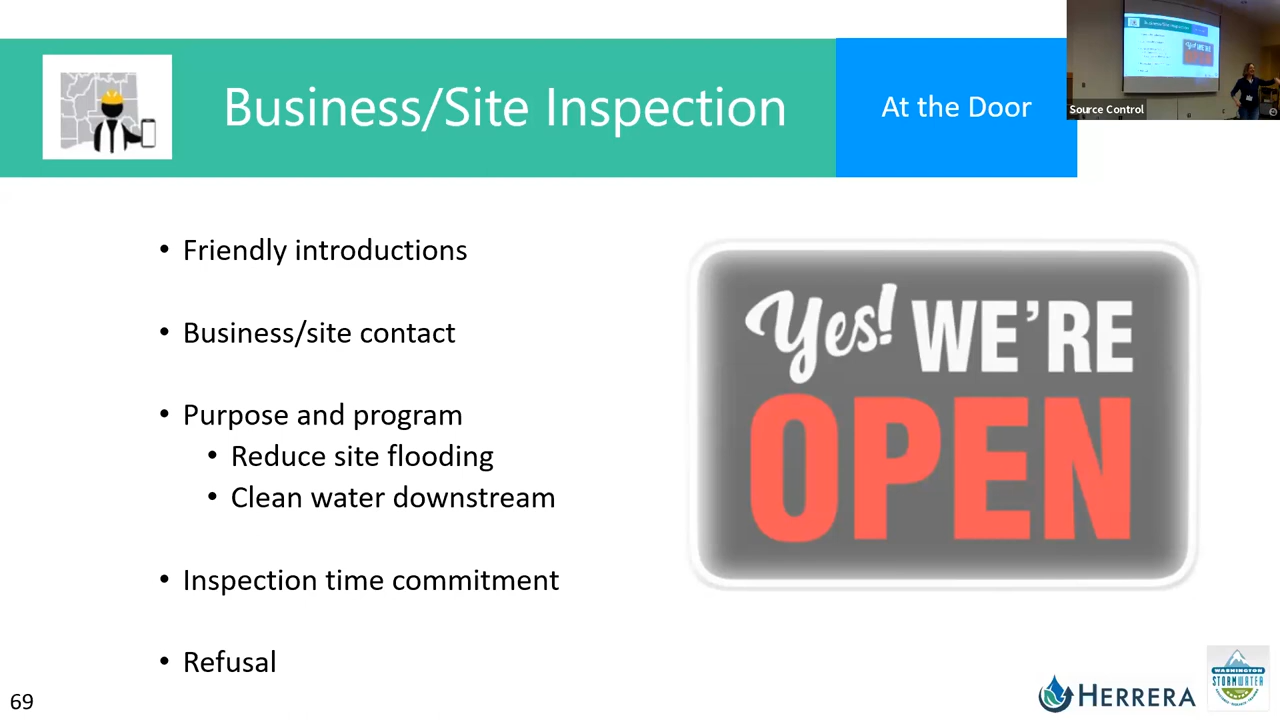 Business/Site Inspection
At the Door
Source Control
• Friendly introductions
• Business/site contact
• Purpose and program
• Reduce site flooding
• Clean water downstream
• Inspection time commitment
• Refusal
Yes! WE'RE
OPEN
69
HERRERA
WASHINGTON
STORMWATER
CENTER